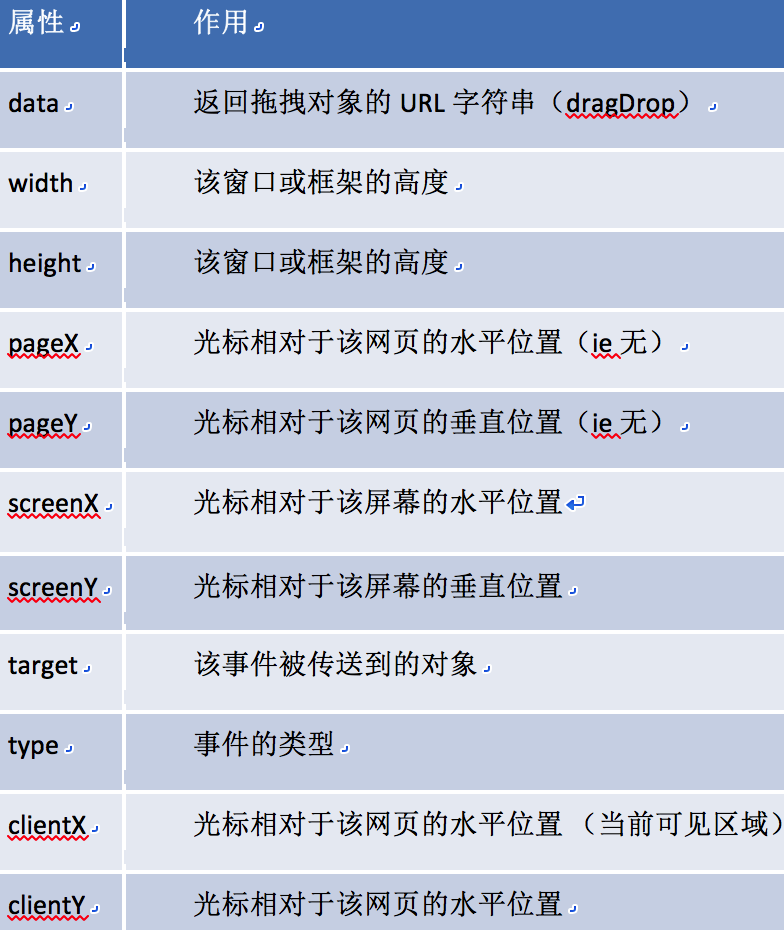 属性 作用
data 返回拖拽对象的 URL 字符串（dragDrop）
width 该窗口或框架的高度
height 该窗口或框架的高度
pageX 光标相对于该网页的水平位置（ie 无）
pageY 光标相对于该网页的垂直位置（ie 无）
screenX 光标相对于该屏幕的水平位置
screenY 光标相对于该屏幕的垂直位置
target 该事件被传送到的对象
type 事件的类型
clientX 光标相对于该网页的水平位置 （当前可见区域）
clientY 光标相对于该网页的水平位置